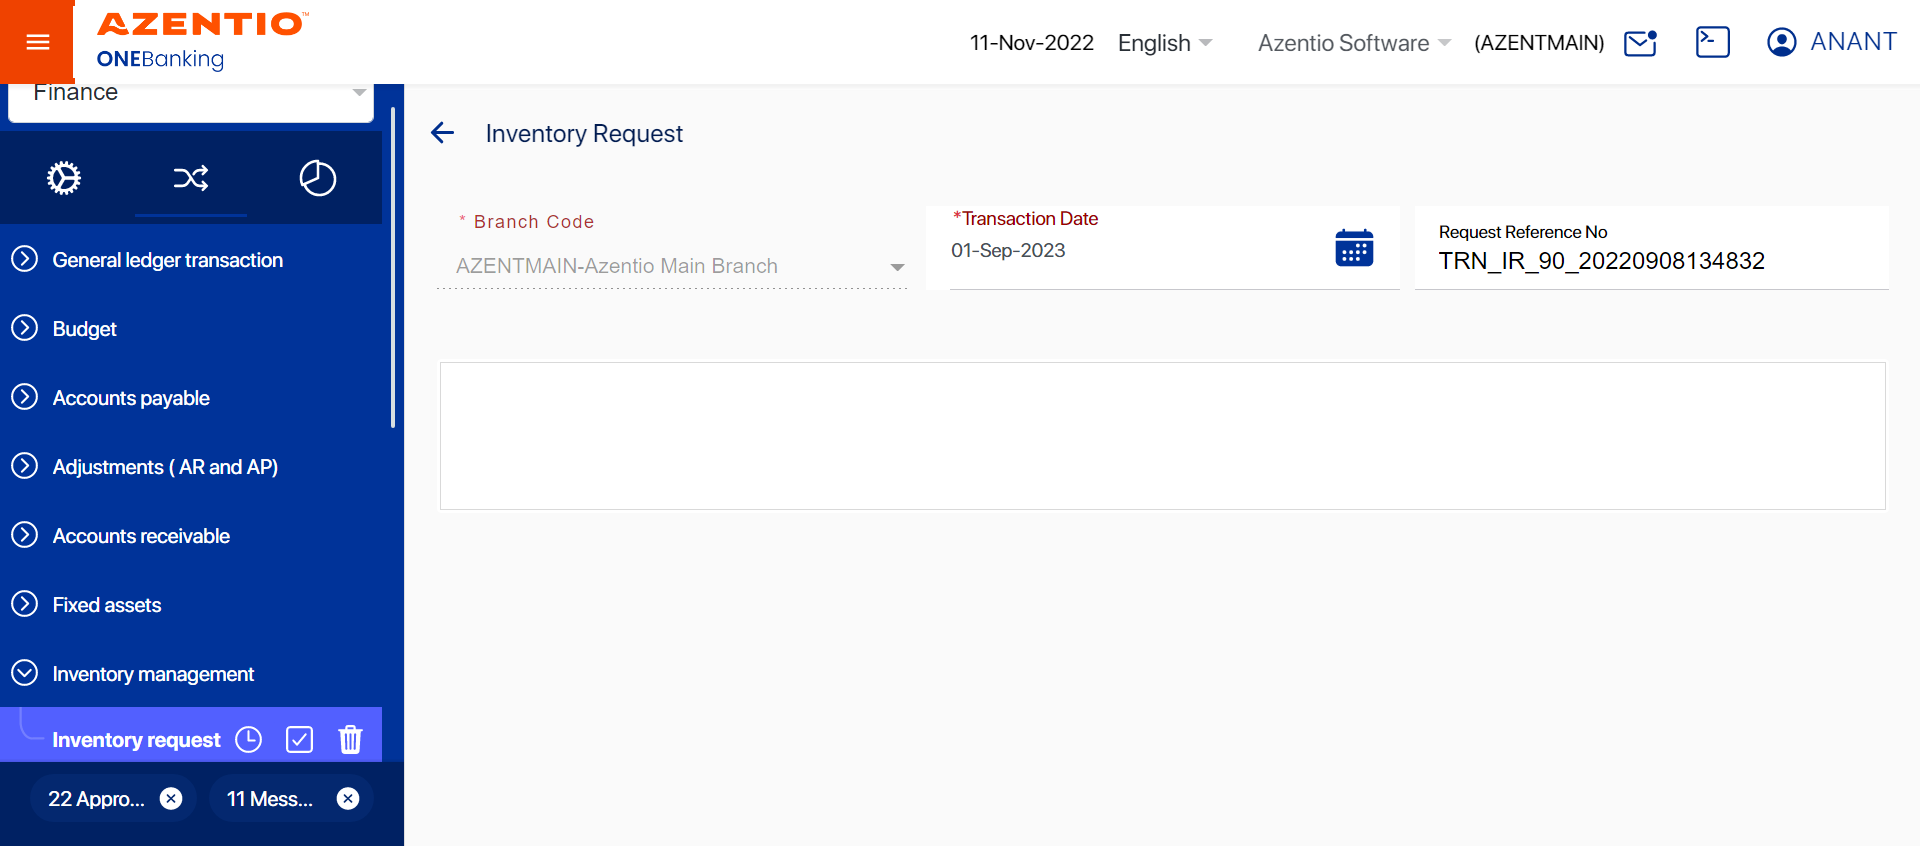 AZENTIO™
ONEBanking
11-Nov-2022 English Azentio Software (AZENTMAIN) ANANT
Finance
Inventory Request
* Branch Code
AZENTMAIN-Azentio Main Branch
*Transaction Date
01-Sep-2023
Request Reference No
TRN_IR_90_20220908134832
General ledger transaction
Budget
Accounts payable
Adjustments ( AR and AP)
Accounts receivable
Fixed assets
Inventory management
Inventory request
22 Appro...
11 Mess...